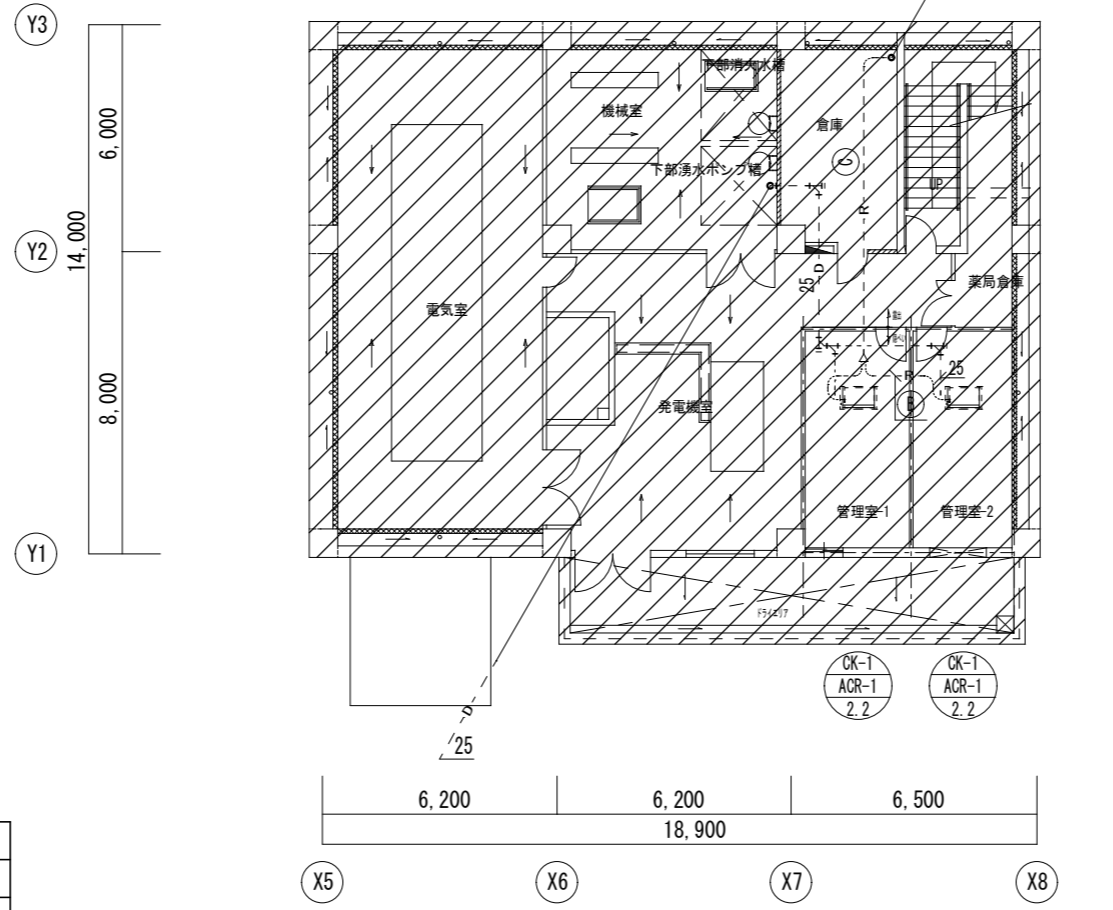 Y3
6,000
下部消火水槽
機械室
倉庫
C
下部湧水ポンプ槽
UP
R
Y2
14,000
D
25
薬局倉庫
電気室
8,000
発電機室
R
25
B
管理室-1
管理室-2
Y1
ドライエリア
CK-1
ACR-1
2.2
CK-1
ACR-1
2.2
D
25
6,200
6,200
6,500
18,900
X5
X6
X7
X8